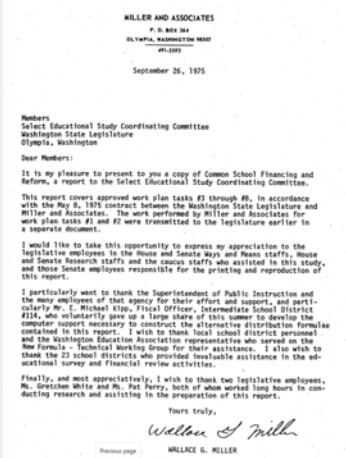 MILLER AND ASSOCIATES
P. O. BOX 364
OLYMPIA, WASHINGTON 98507
491-2593
September 26, 1975
Members
Select Educational Study Coordinating Committee
Washington State Legislature
Olympia, Washington
Dear Members:
It is my pleasure to present to you a copy of Common School Financing and
Reform, a report to the Select Educational Study Coordinating Committee.
This report covers approved work plan tasks #3 through #8, in accordance
with the May 8, 1975 contract between the Washington State Legislature and
Miller and Associates. The work performed by Miller and Associates for
work plan tasks #1 and #2 were transmitted to the legislature earlier in
a separate document.
I would like to take this opportunity to express my appreciation to the
legislative employees in the House and Senate Ways and Means staffs, House
and Senate Research staffs and the caucus staffs who assisted in this study,
and those Senate employees responsible for the printing and reproduction of
this report.
I particularly want to thank the Superintendent of Public Instruction and
the many employees of that agency for their effort and support, and parti-
cularly Mr. E. Michael Kipp, Fiscal Officer, Intermediate School District
#114, who voluntarily gave up a large share of this summer to develop the
computer support necessary to construct the alternative distribution formulae
contained in this report. I wish to thank local school district personnel
and the Washington Education Association representative who served on the
New Formula - Technical Working Group for their assistance. I also wish to
thank the 23 school districts who provided invaluable assistance in the ed-
ucational survey and financial review activities.
Finally, and most appreciatively, I wish to thank two legislative employees,
Ms. Gretchen White and Ms. Pat Perry, both of whom worked long hours in con-
ducting research and assisting in the preparation of this report.
Yours truly,
Wallace G Miller
WALLACE G. MILLER
Previous page